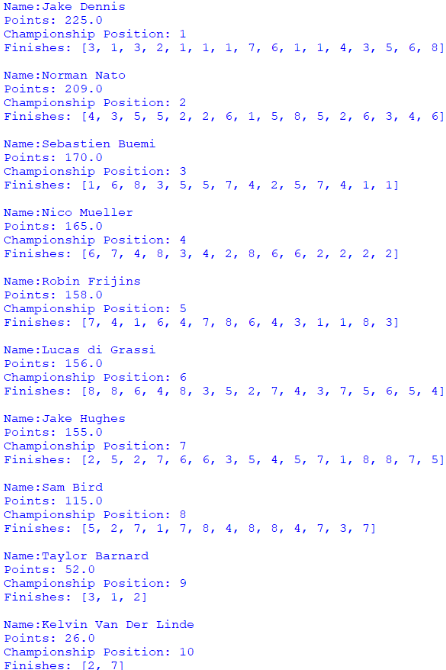 Name:Jake Dennis
Points: 225.0
Championship Position: 1
Finishes: [3, 1, 3, 2, 1, 1, 1, 7, 6, 1, 1, 4, 3, 5, 6, 8]
Name:Norman Nato
Points: 209.0
Championship Position: 2
Finishes: [4, 3, 5, 5, 2, 2, 6, 1, 5, 8, 5, 2, 6, 3, 4, 6]
Name:Sebastien Buemi
Points: 170.0
Championship Position: 3
Finishes: [1, 6, 8, 3, 5, 5, 7, 4, 2, 5, 7, 4, 1, 1]
Name:Nico Mueller
Points: 165.0
Championship Position: 4
Finishes: [6, 7, 4, 8, 3, 4, 2, 8, 6, 6, 2, 2, 2, 2]
Name:Robin Frijins
Points: 158.0
Championship Position: 5
Finishes: [7, 4, 1, 6, 4, 7, 8, 6, 4, 3, 1, 1, 8, 3]
Name:Lucas di Grassi
Points: 156.0
Championship Position: 6
Finishes: [8, 8, 6, 4, 8, 3, 5, 2, 7, 4, 3, 7, 5, 6, 5, 4]
Name:Jake Hughes
Points: 155.0
Championship Position: 7
Finishes: [2, 5, 2, 7, 6, 6, 3, 5, 4, 5, 7, 1, 8, 8, 7, 5]
Name:Sam Bird
Points: 115.0
Championship Position: 8
Finishes: [5, 2, 7, 1, 7, 8, 4, 8, 8, 4, 7, 3, 7]
Name:Taylor Barnard
Points: 52.0
Championship Position: 9
Finishes: [3, 1, 2]
Name:Kelvin Van Der Linde
Points: 26.0
Championship Position: 10
Finishes: [2, 7]